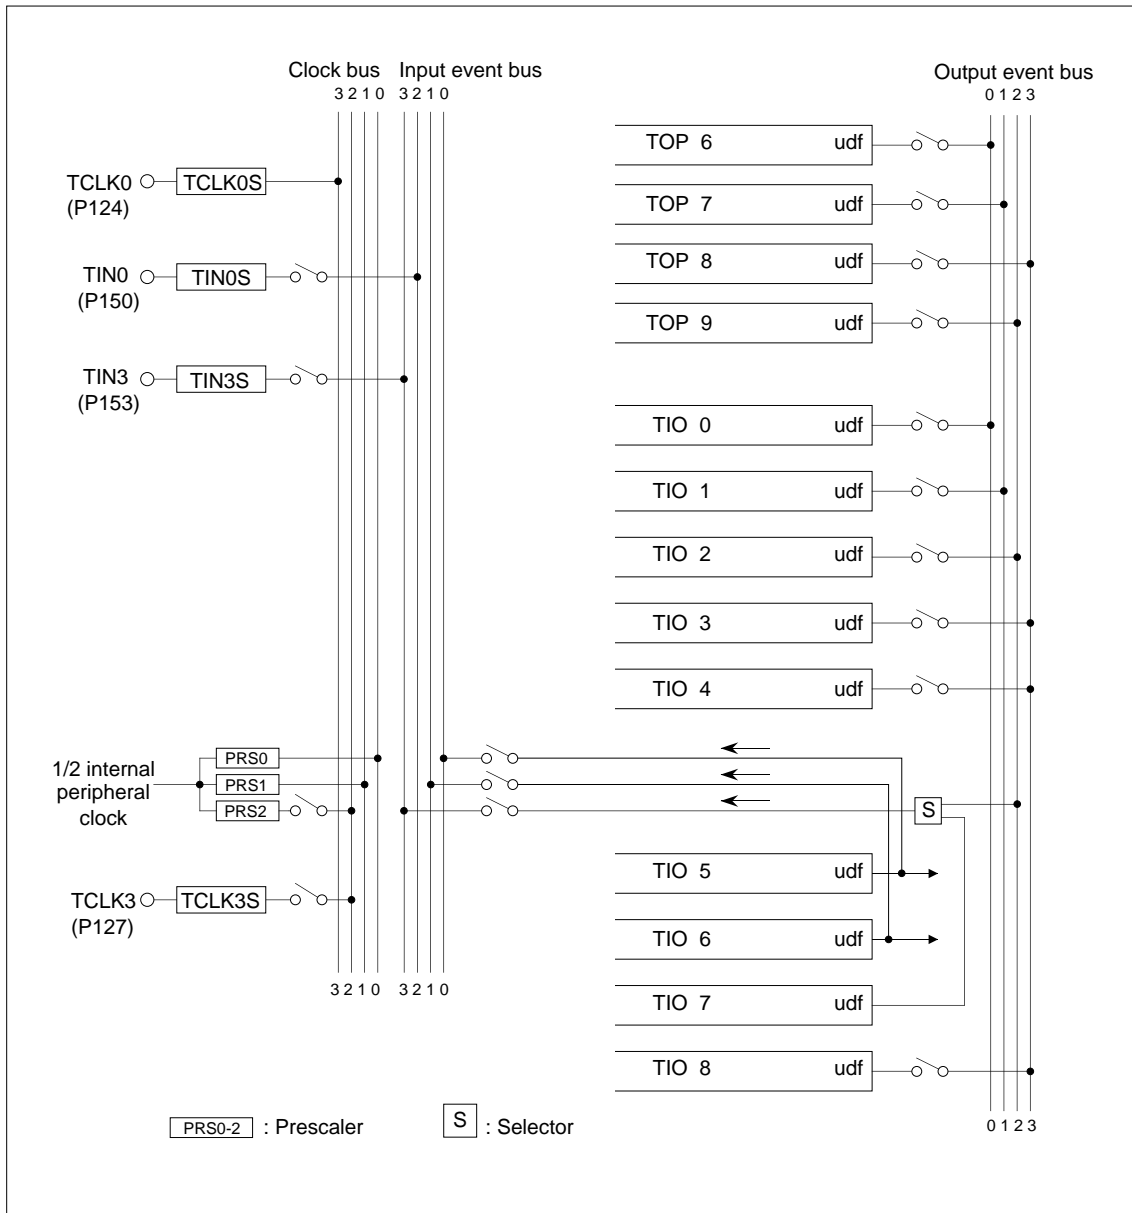 Clock bus Input event bus Output event bus
3 2 1 0 3 2 1 0 0 1 2 3
TOP 6 udf
TCLK0 TCLK0S
(P124)
TOP 7 udf
TIN0 TIN0S
(P150)
TOP 8 udf
TOP 9 udf
TIN3 TIN3S
(P153)
TIO 0 udf
TIO 1 udf
TIO 2 udf
TIO 3 udf
TIO 4 udf
1/2 internal
peripheral
clock
PRS0
PRS1
PRS2
S
TIO 5 udf
TCLK3 TCLK3S
(P127)
TIO 6 udf
3 2 1 0 3 2 1 0
TIO 7 udf
TIO 8 udf
PRS0-2 : Prescaler S : Selector
0 1 2 3